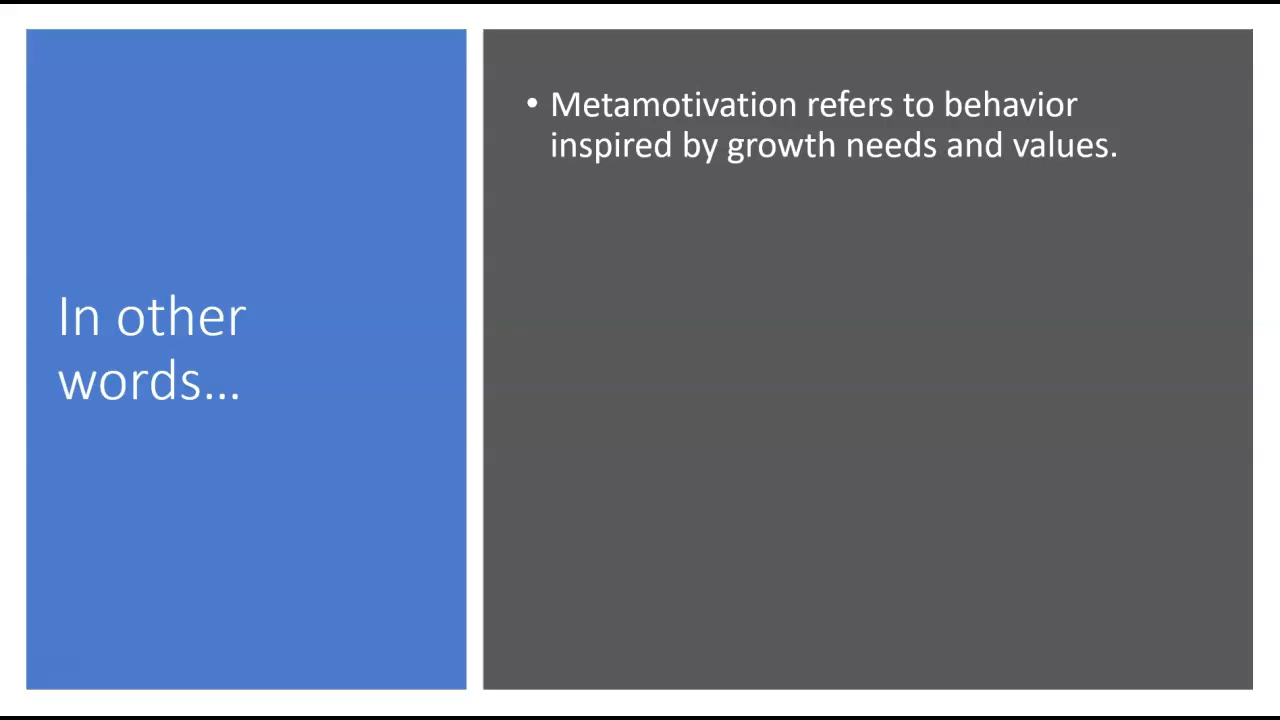 In other
words...
• Metamotivation refers to behavior
inspired by growth needs and values.